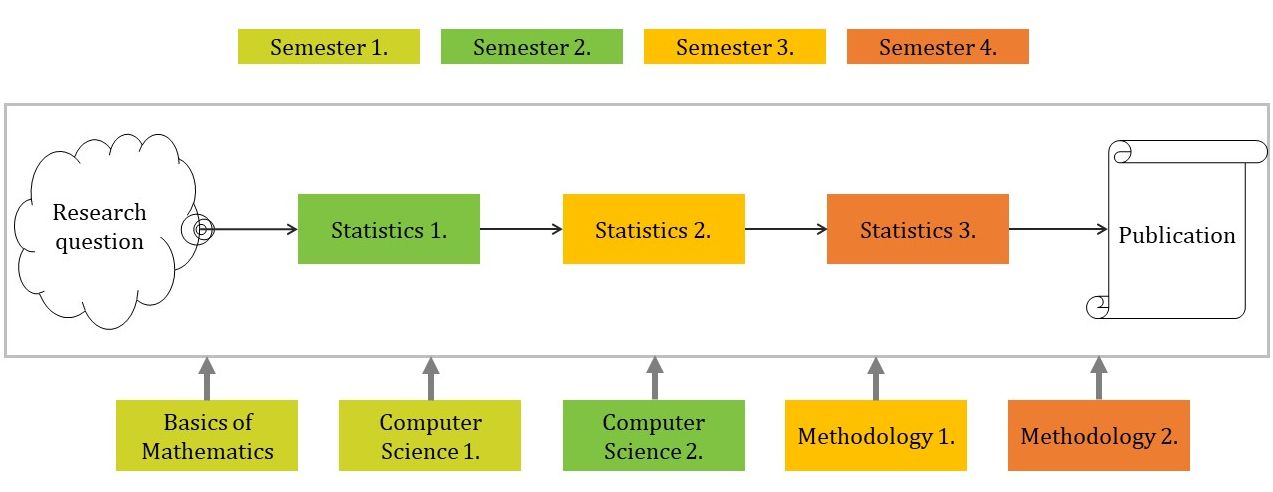 Semester 1.
Semester 2.
Semester 3.
Semester 4.
Research
question
Statistics 1.
Statistics 2.
Statistics 3.
Publication
Basics of
Mathematics
Computer
Science 1.
Computer
Science 2.
Methodology 1.
Methodology 2.